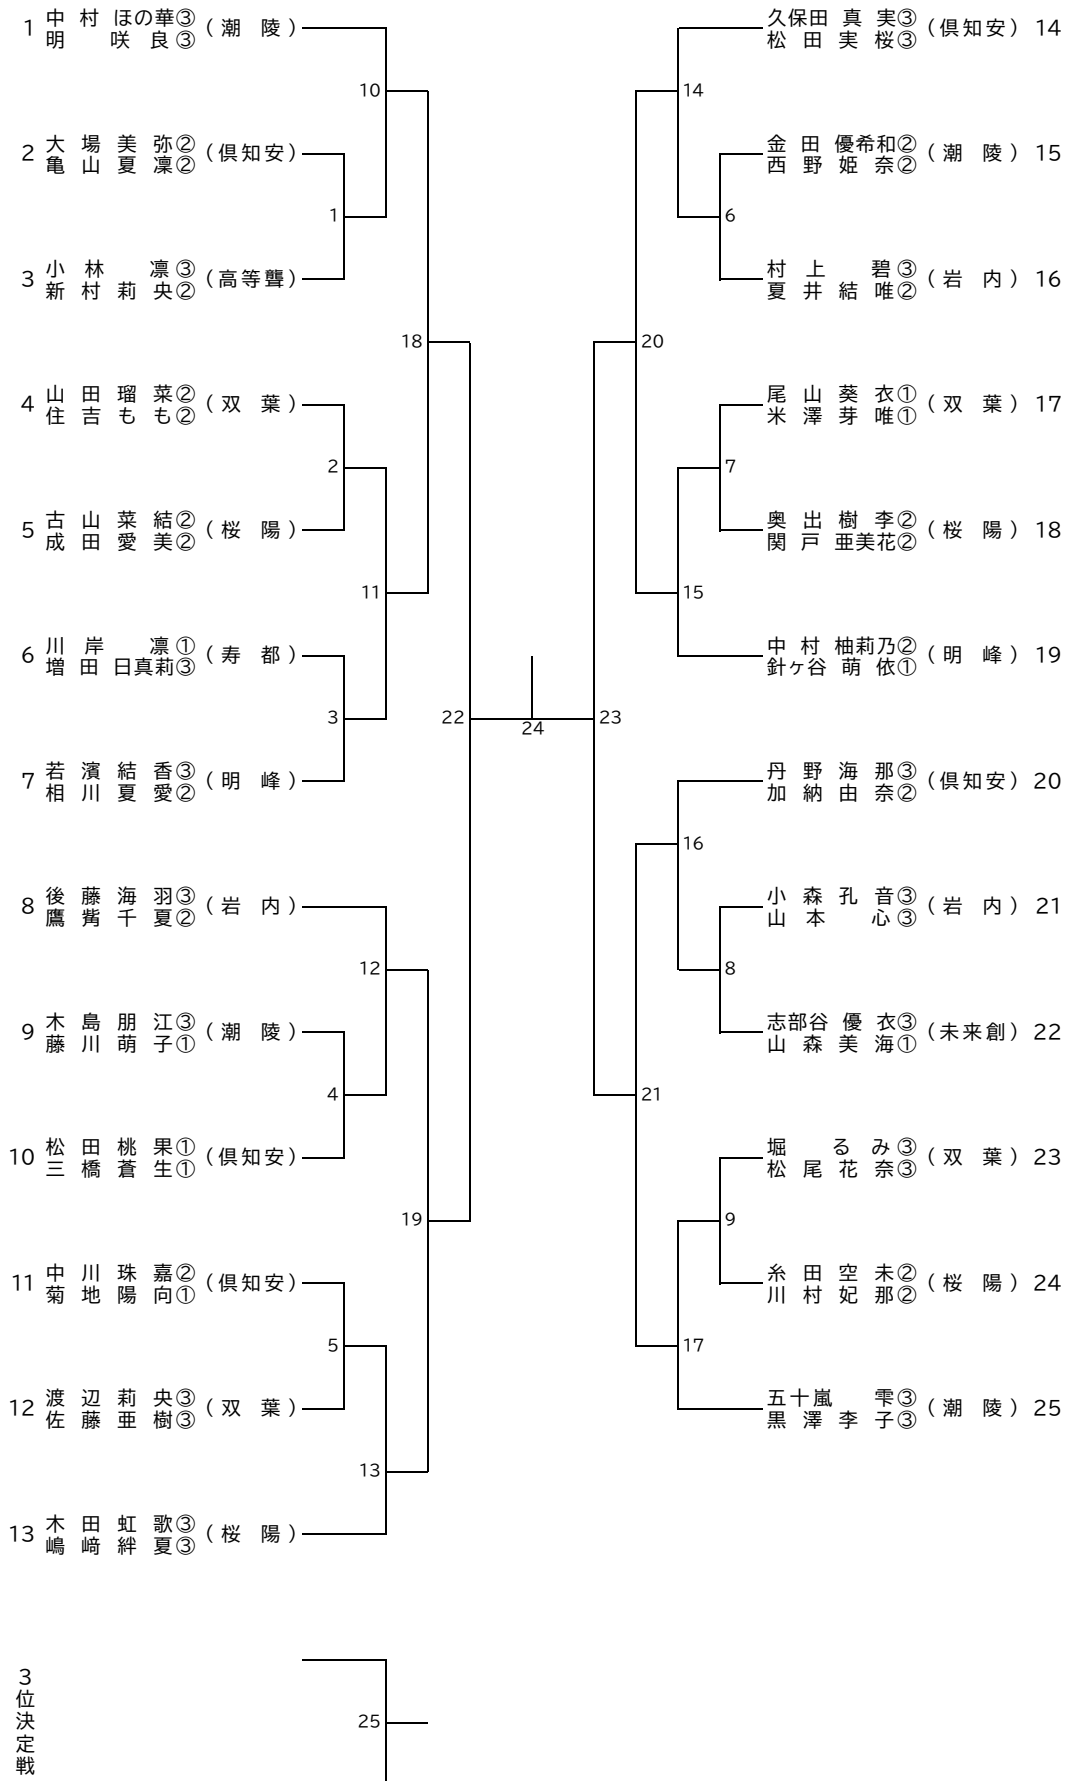 1 中村 ほの華③ (潮陵)
明 咲良③
2 大場美弥② (倶知安)
亀山夏凜②
3 小林 凛③ (高等聾)
新村莉央②
4 山田瑠菜② (双葉)
住吉もも②
5 古山菜結② (桜陽)
成田愛美②
6 川岸 凛① (寿都)
増田日真莉③
7 若濱結香③ (明峰)
相川夏愛②
8 後藤海羽③ (岩内)
鷹觜千夏②
9 木島朋江③ (潮陵)
藤川萌子①
10 松田桃果① (倶知安)
三橋蒼生①
11 中川珠嘉② (倶知安)
菊地陽向①
12 渡辺莉央③ (双葉)
佐藤亜樹③
13 木田虹歌③ (桜陽)
嶋﨑絆夏③
10
1
18
2
11
3
22
12
4
19
5
13
24
久保田真実③ (倶知安) 14
松田実桜③
金田優希和② (潮陵) 15
西野姫奈②
村上 碧③ (岩内) 16
夏井結唯②
尾山葵衣① (双葉) 17
米澤芽唯①
奥出樹李② (桜陽) 18
関戸亜美花②
中村柚莉乃② (明峰) 19
針ヶ谷萌依①
丹野海那③ (倶知安) 20
加納由奈②
小森孔音③ (岩内) 21
山本 心③
志部谷優衣③ (未来創) 22
山森美海①
堀 るみ③ (双葉) 23
松尾花奈③
糸田空未② (桜陽) 24
川村妃那②
五十嵐 雫③ (潮陵) 25
黒澤李子③
14
6
20
7
15
23
16
8
21
9
17
3位決定戦
25